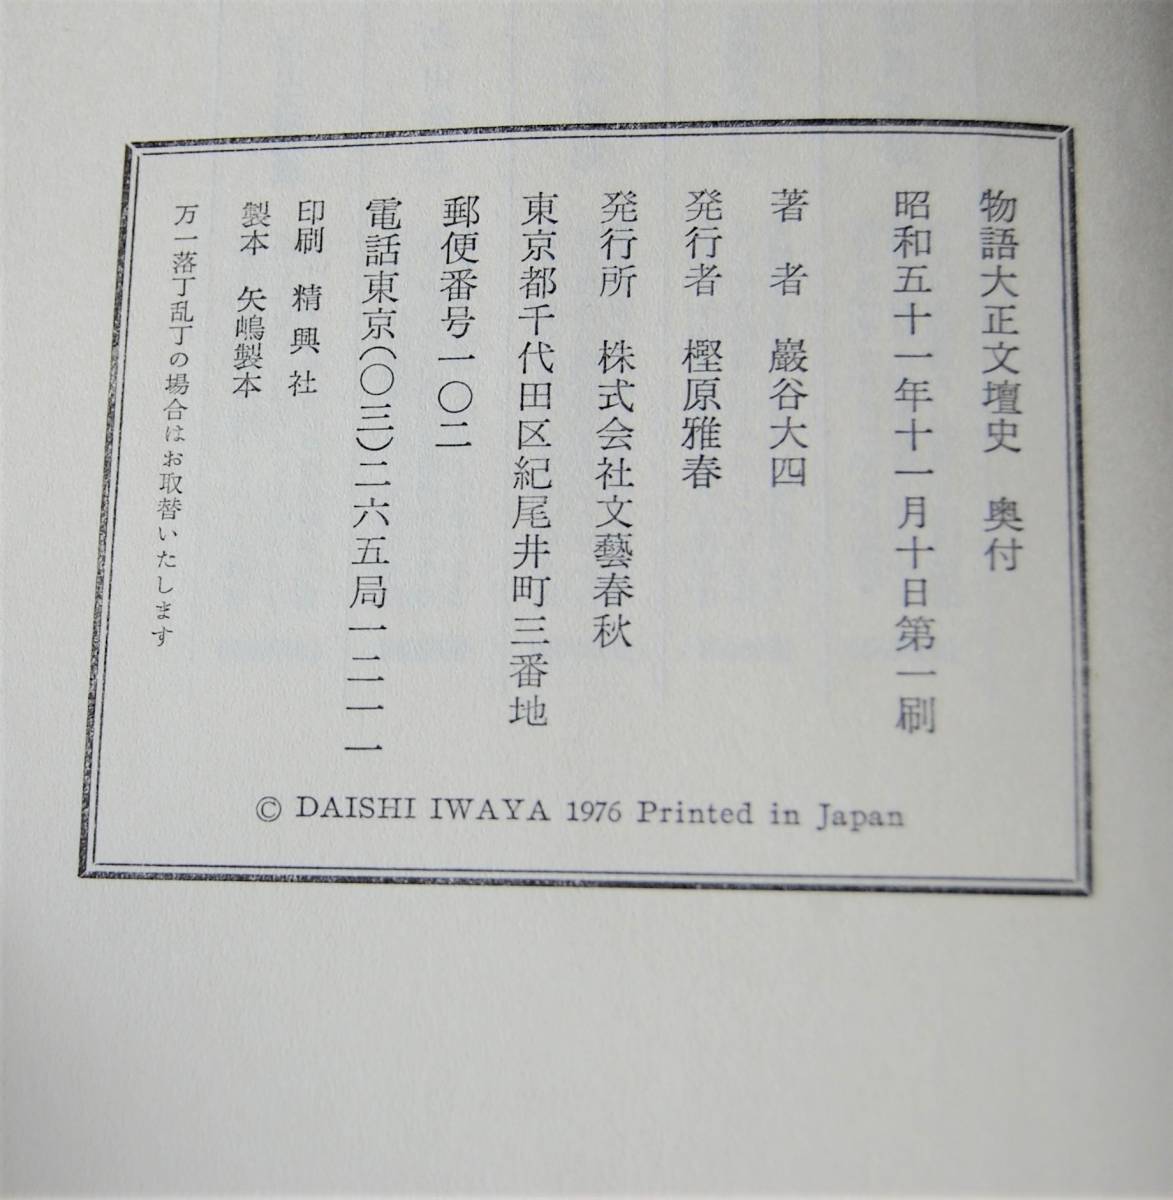 物語大正文壇史 奥付
昭和五十一年十一月十日第一刷
著者 巖谷大四
発行者 樫原雅春
発行所 株式会社文藝春秋
東京都千代田区紀尾井町三番地
郵便番号一〇二
電話東京(〇三)二六五局一二一一
印刷 精興社
製本 矢嶋製本
万一落丁乱丁の場合はお取替いたします
© DAISHI IWAYA 1976 Printed in Japan